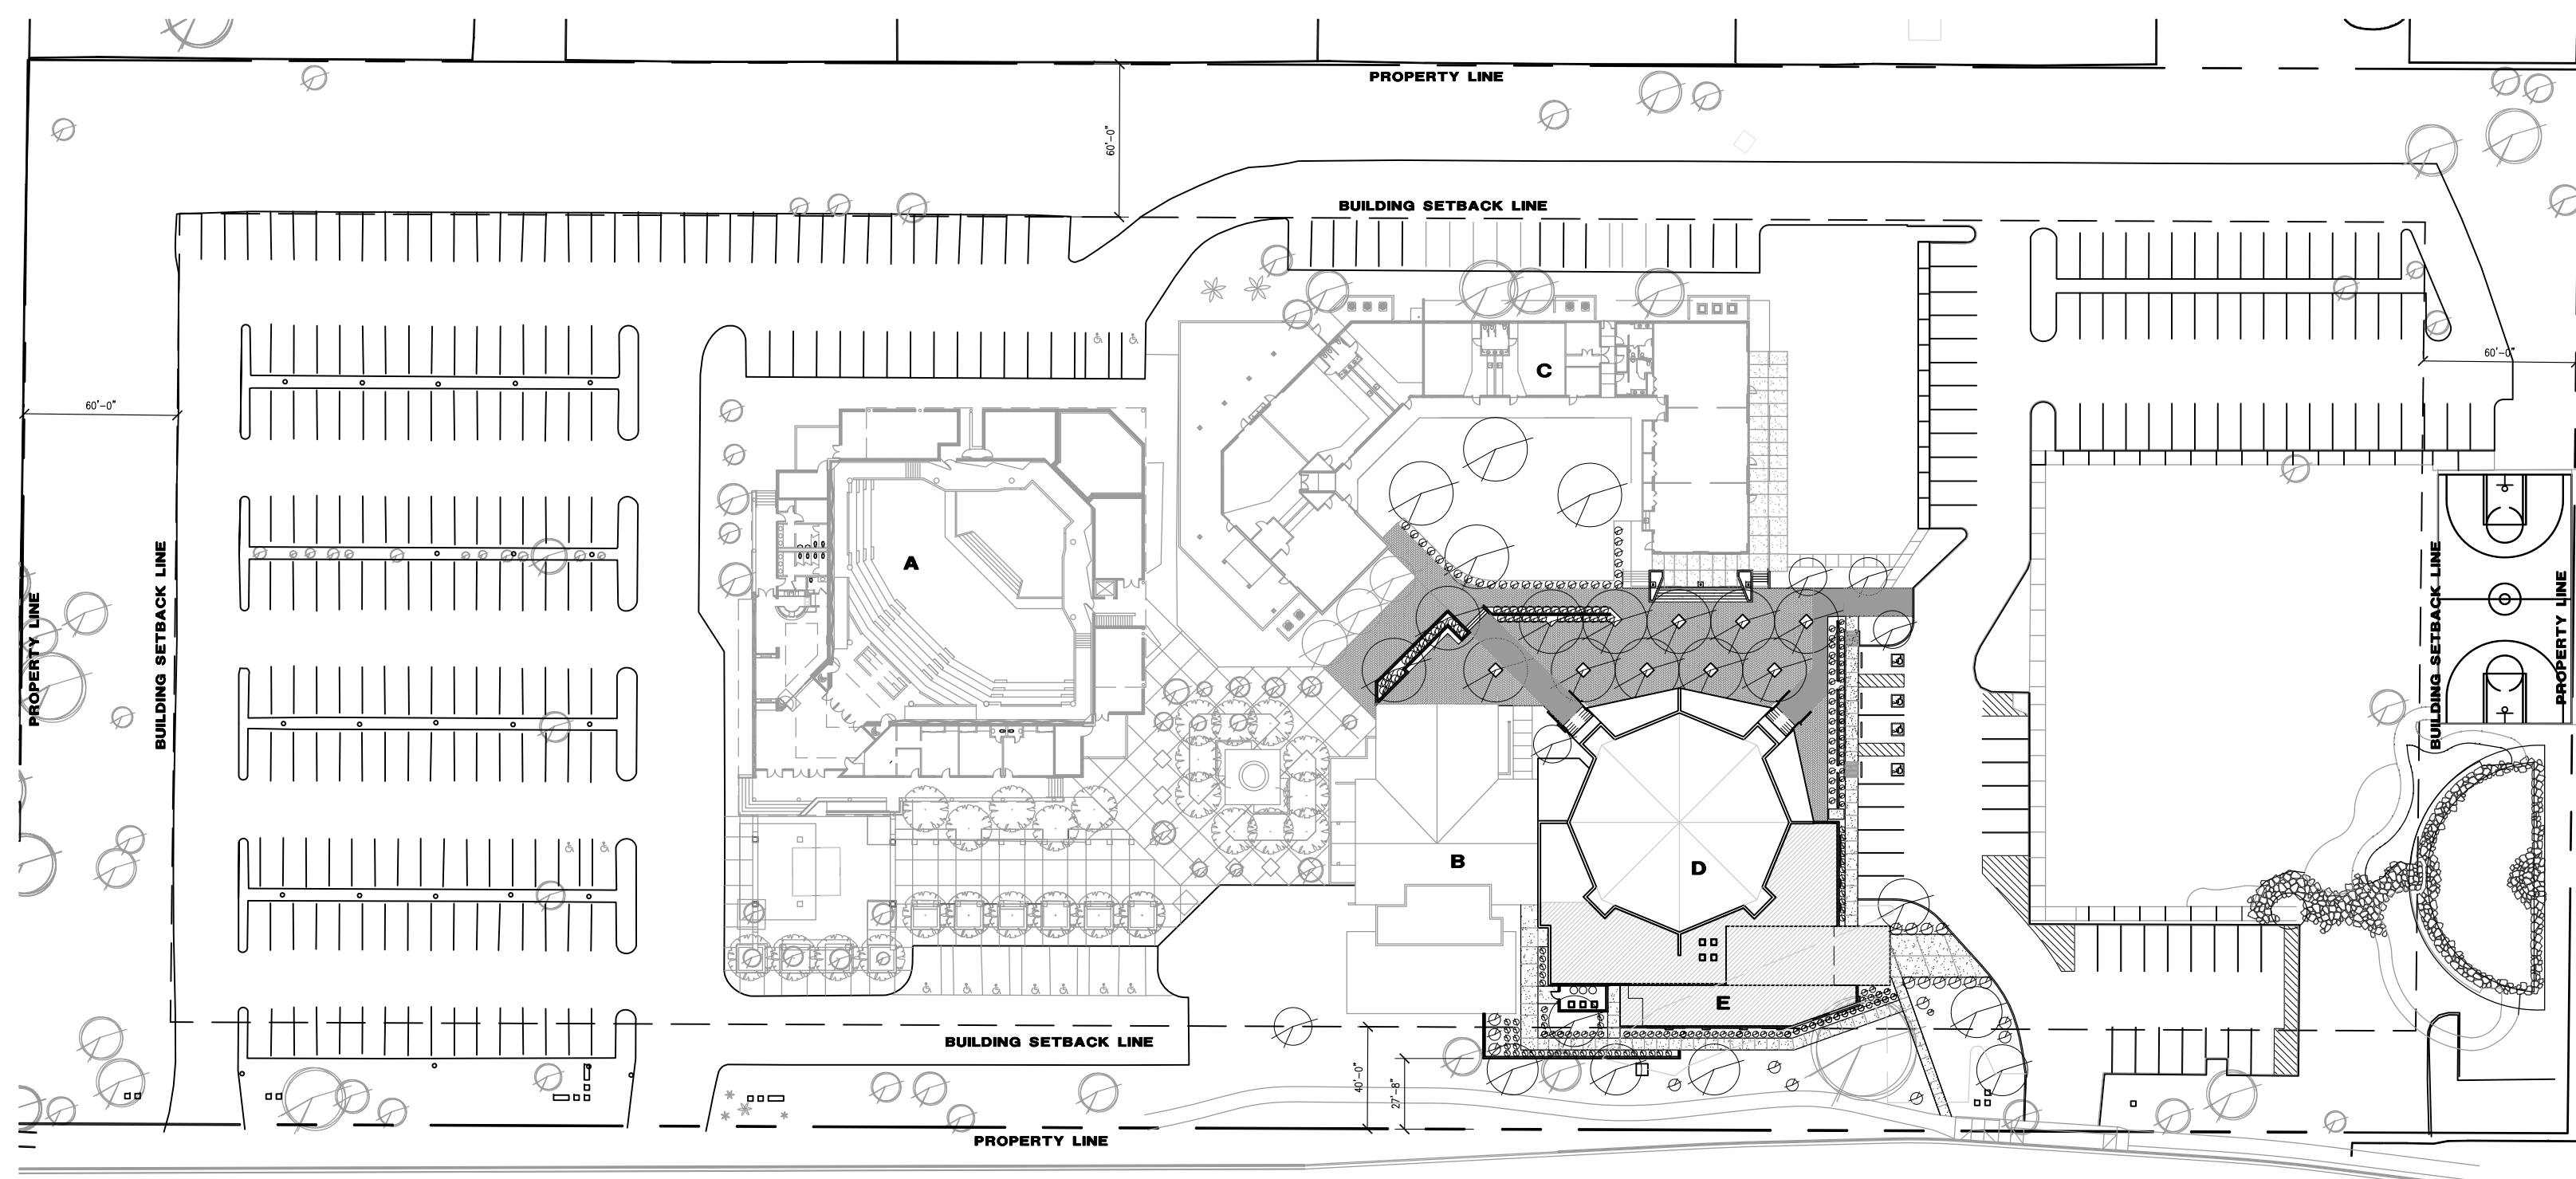 PROPERTY LINE
60'-0"
BUILDING SETBACK LINE
60'-0"
60'-0"
C
A
PROPERTY LINE
BUILDING SETBACK LINE
BUILDING SETBACK LINE
PROPERTY LINE
B
D
E
BUILDING SETBACK LINE
40'-0"
27'-8"
PROPERTY LINE